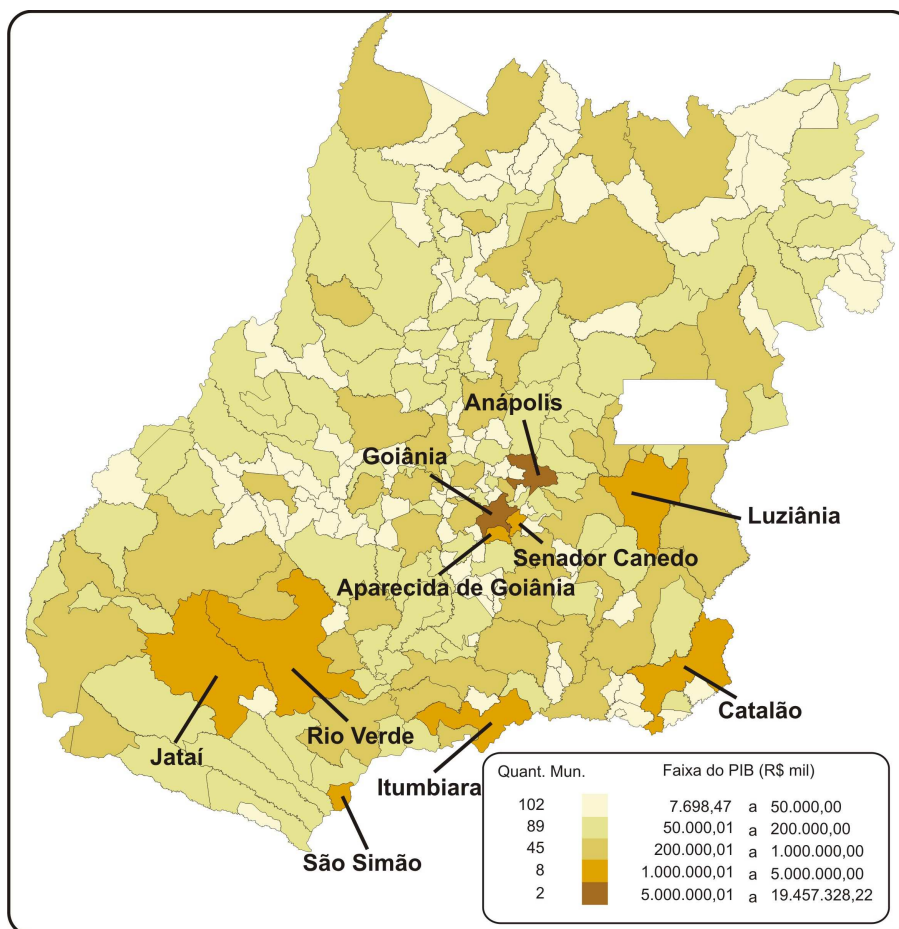 Anápolis
Goiânia
Luziânia
Senador Canedo
Aparecida de Goiânia
Catalão
Rio Verde
Jataí
Itumbiara
São Simão
Quant. Mun. Faixa do PIB (R$ mil)
102 7.698,47 a 50.000,00
89 50.000,01 a 200.000,00
45 200.000,01 a 1.000.000,00
8 1.000.000,01 a 5.000.000,00
2 5.000.000,01 a 19.457.328,22